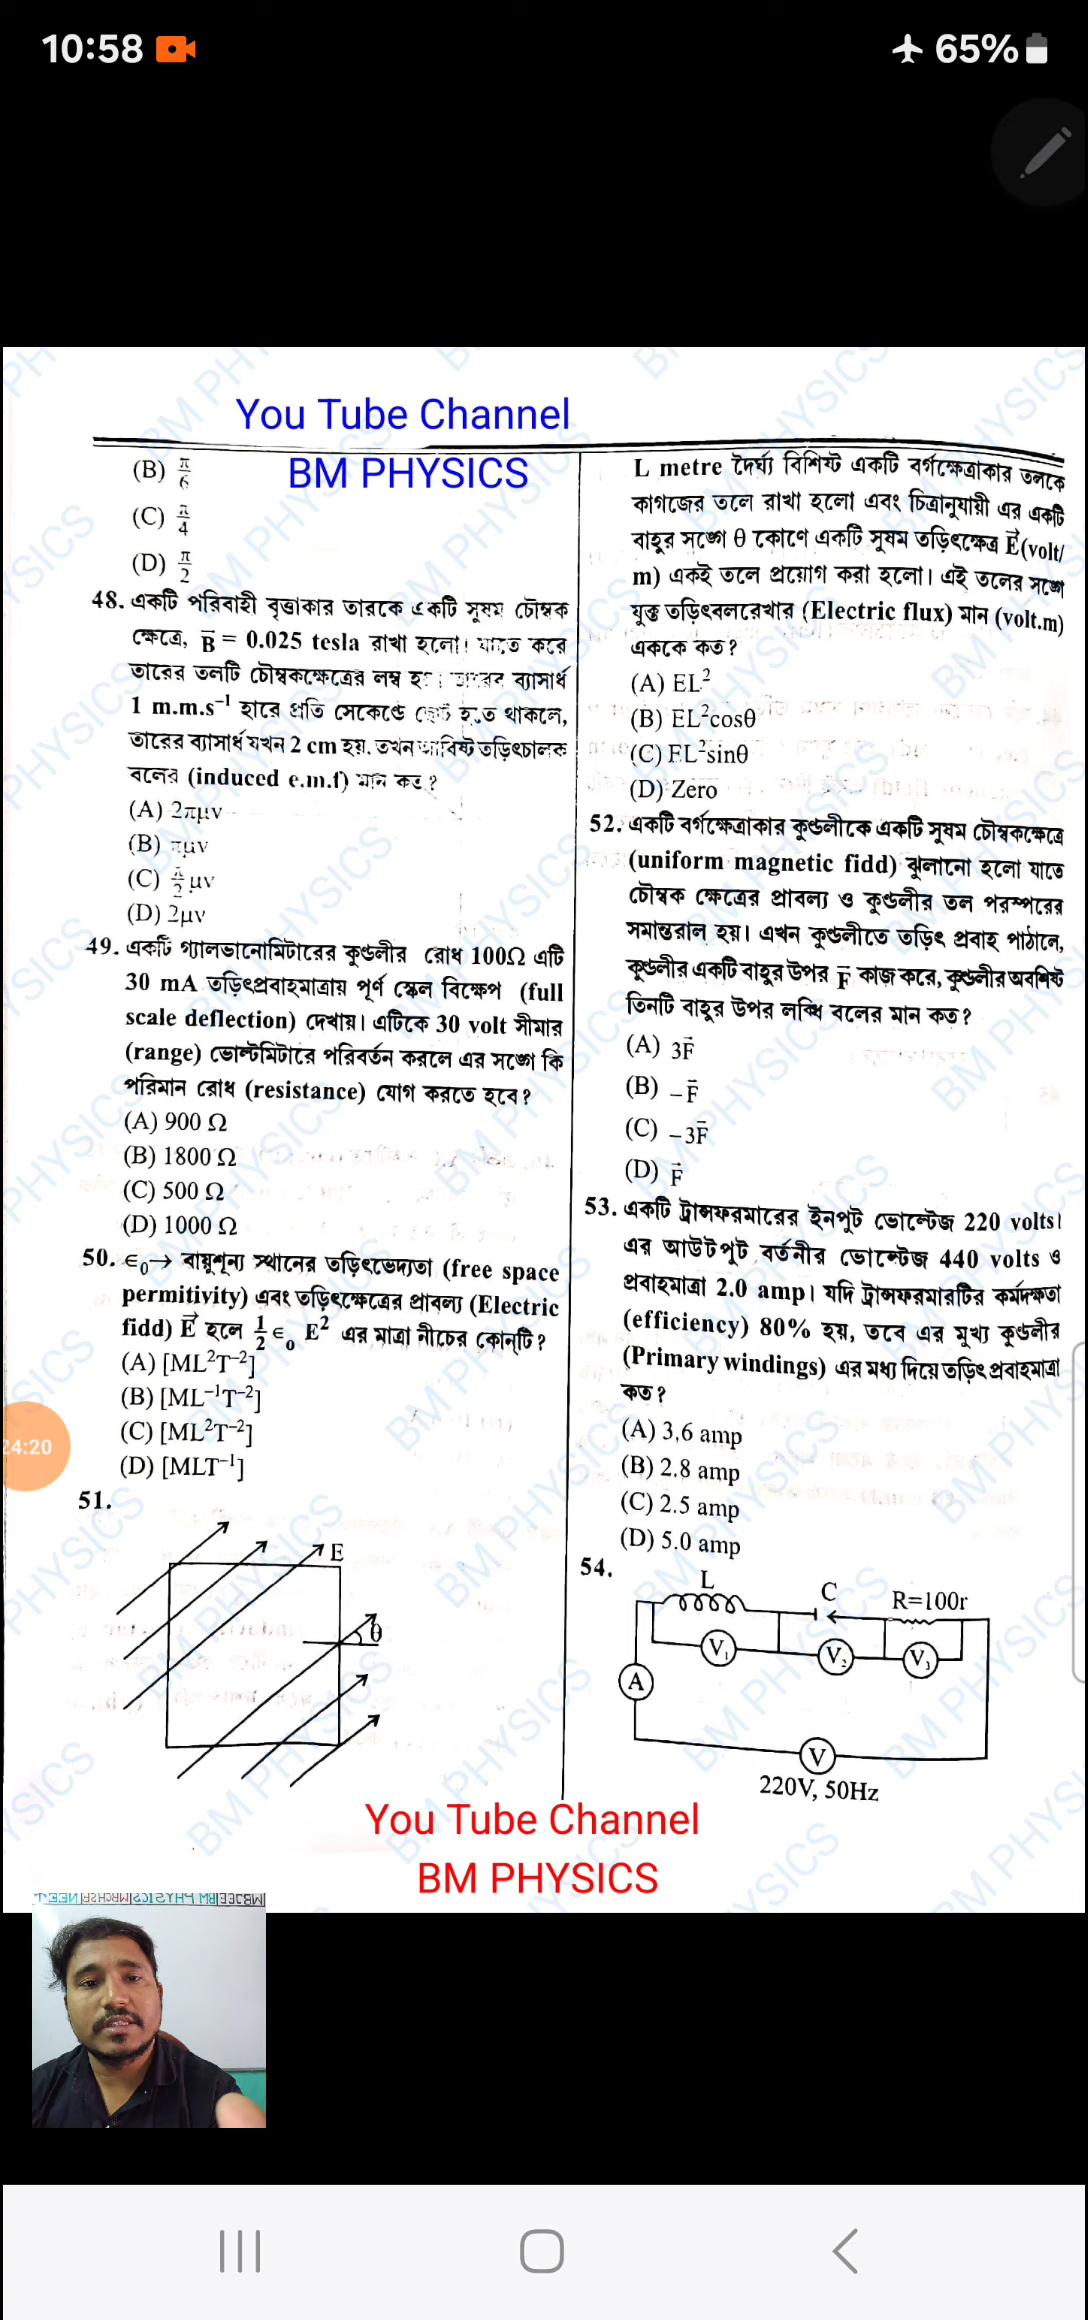 10:58
65%
You Tube Channel
BM PHYSICS
(B) π/6
(C) π/4
(D) π/2
48. একটি পরিবাহী বৃত্তাকার তারকে একটি সুষম চৌম্বক
ক্ষেত্রে, B⃗ = 0.025 tesla রাখা হলো। যাতে করে
তারের তলটি চৌম্বকক্ষেত্রের লম্ব হয়। তারের ব্যাসার্ধ
1 m.m.s⁻¹ হারে প্রতি সেকেণ্ডে ছোট হতে থাকলে,
তারের ব্যাসার্ধ যখন 2 cm হয়. তখন আবিষ্ট তড়িৎচালক
বলের (induced e.m.f) মান কত ?
(A) 2πμv
(B) πμv
(C) π/2 μv
(D) 2μv
49. একটি গ্যালভানোমিটারের কুণ্ডলীর রোধ 100Ω এটি
30 mA তড়িৎপ্রবাহমাত্রায় পূর্ণ স্কেল বিক্ষেপ (full
scale deflection) দেখায়। এটিকে 30 volt সীমার
(range) ভোল্টমিটারে পরিবর্তন করলে এর সঙ্গে কি
পরিমান রোধ (resistance) যোগ করতে হবে ?
(A) 900 Ω
(B) 1800 Ω
(C) 500 Ω
(D) 1000 Ω
50. ∈₀→ বায়ুশূন্য স্থানের তড়িৎভেদ্যতা (free space
permitivity) এবং তড়িৎক্ষেত্রের প্রাবল্য (Electric
fidd) E⃗ হলে 1/2 ∈₀ E² এর মাত্রা নীচের কোন্‌টি ?
(A) [ML²T⁻²]
(B) [ML⁻¹T⁻²]
(C) [ML²T⁻²]
(D) [MLT⁻¹]
51.
E
θ
L metre দৈর্ঘ্য বিশিষ্ট একটি বর্গক্ষেত্রাকার তলকে
কাগজের তলে রাখা হলো এবং চিত্রানুযায়ী এর একটি
বাহুর সঙ্গে θ কোণে একটি সুষম তড়িৎক্ষেত্র E⃗ (volt/
m) একই তলে প্রয়োগ করা হলো। এই তলের সঙ্গে
যুক্ত তড়িৎবলরেখার (Electric flux) মান (volt.m)
এককে কত ?
(A) EL²
(B) EL²cosθ
(C) EL²sinθ
(D) Zero
52. একটি বর্গক্ষেত্রাকার কুণ্ডলীকে একটি সুষম চৌম্বকক্ষেত্রে
(uniform magnetic fidd) ঝুলানো হলো যাতে
চৌম্বক ক্ষেত্রের প্রাবল্য ও কুণ্ডলীর তল পরস্পরের
সমান্তরাল হয়। এখন কুণ্ডলীতে তড়িৎ প্রবাহ পাঠালে,
কুণ্ডলীর একটি বাহুর উপর F⃗ কাজ করে, কুণ্ডলীর অবশিষ্ট
তিনটি বাহুর উপর লব্ধি বলের মান কত ?
(A) 3F⃗
(B) −F⃗
(C) −3F⃗
(D) F⃗
53. একটি ট্রান্সফরমারের ইনপুট ভোল্টেজ 220 volts।
এর আউটপুট বর্তনীর ভোল্টেজ 440 volts ও
প্রবাহমাত্রা 2.0 amp। যদি ট্রান্সফরমারটির কর্মদক্ষতা
(efficiency) 80% হয়, তবে এর মুখ্য কুণ্ডলীর
(Primary windings) এর মধ্য দিয়ে তড়িৎ প্রবাহমাত্রা
কত ?
(A) 3,6 amp
(B) 2.8 amp
(C) 2.5 amp
(D) 5.0 amp
54.
L
C
R=100r
V₁
V₂
V₃
A
V
220V, 50Hz
24:20
You Tube Channel
BM PHYSICS